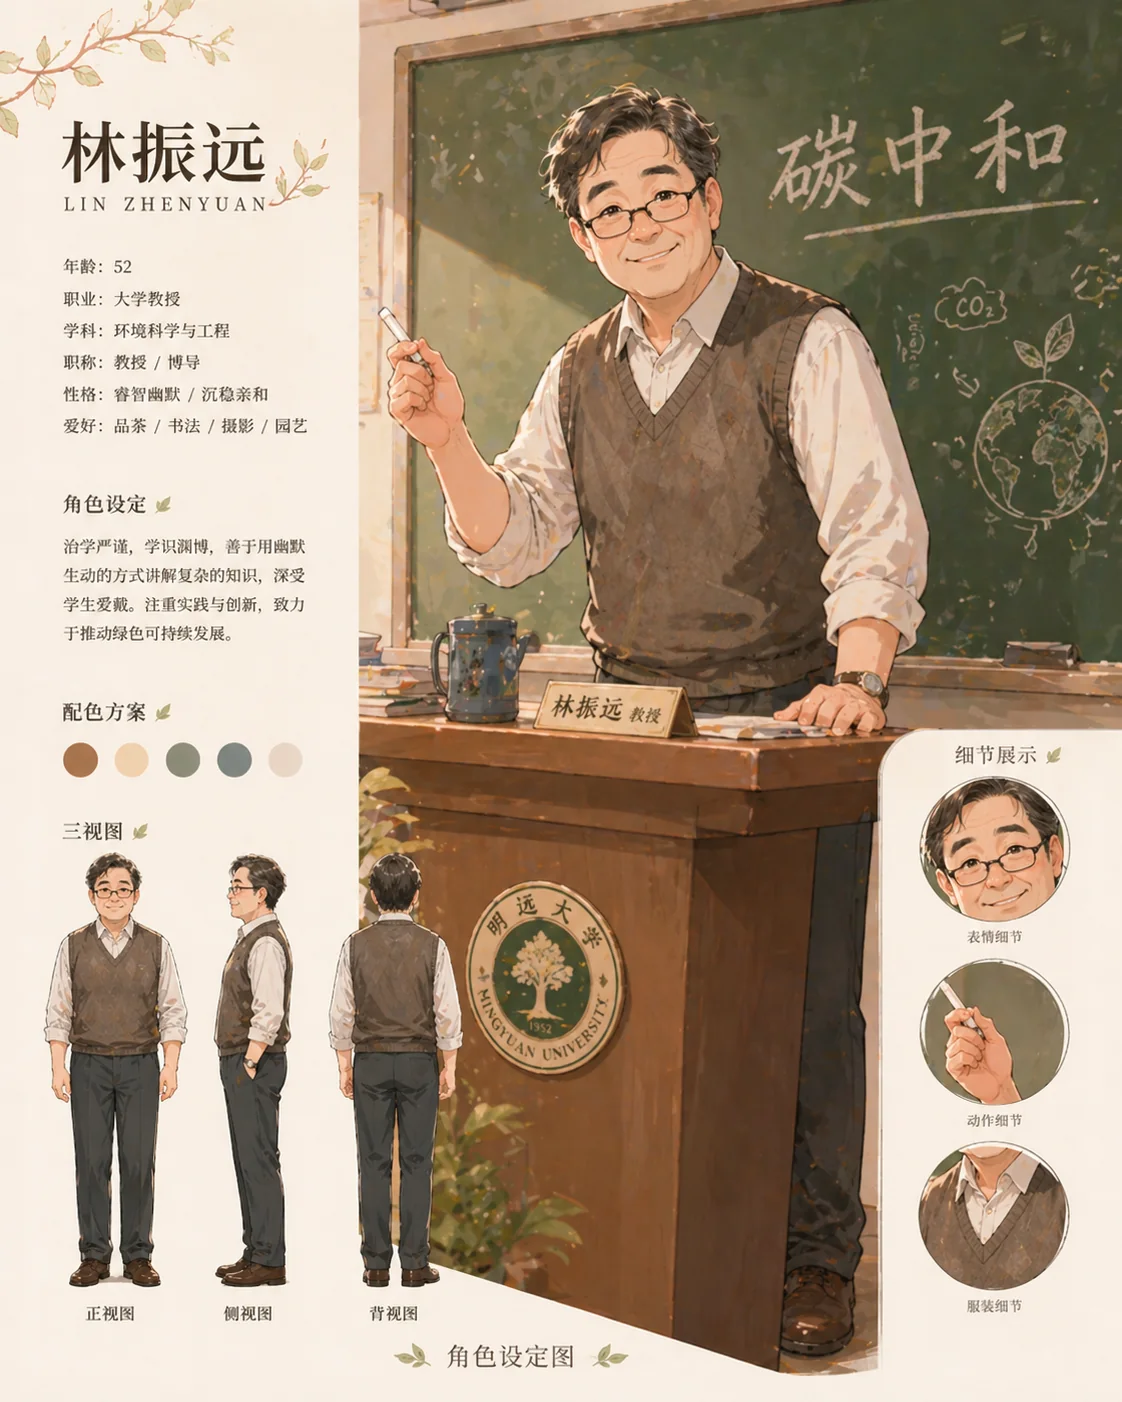 林振远
LIN ZHENYUAN
年龄：52
职业：大学教授
学科：环境科学与工程
职称：教授 / 博导
性格：睿智幽默 / 沉稳亲和
爱好：品茶 / 书法 / 摄影 / 园艺
角色设定
治学严谨，学识渊博，善于用幽默
生动的方式讲解复杂的知识，深受
学生爱戴。注重实践与创新，致力
于推动绿色可持续发展。
配色方案
三视图
正视图
侧视图
背视图
碳中和
CO₂
林振远 教授
明远大学
1952
MINGYUAN UNIVERSITY
细节展示
表情细节
动作细节
服装细节
角色设定图